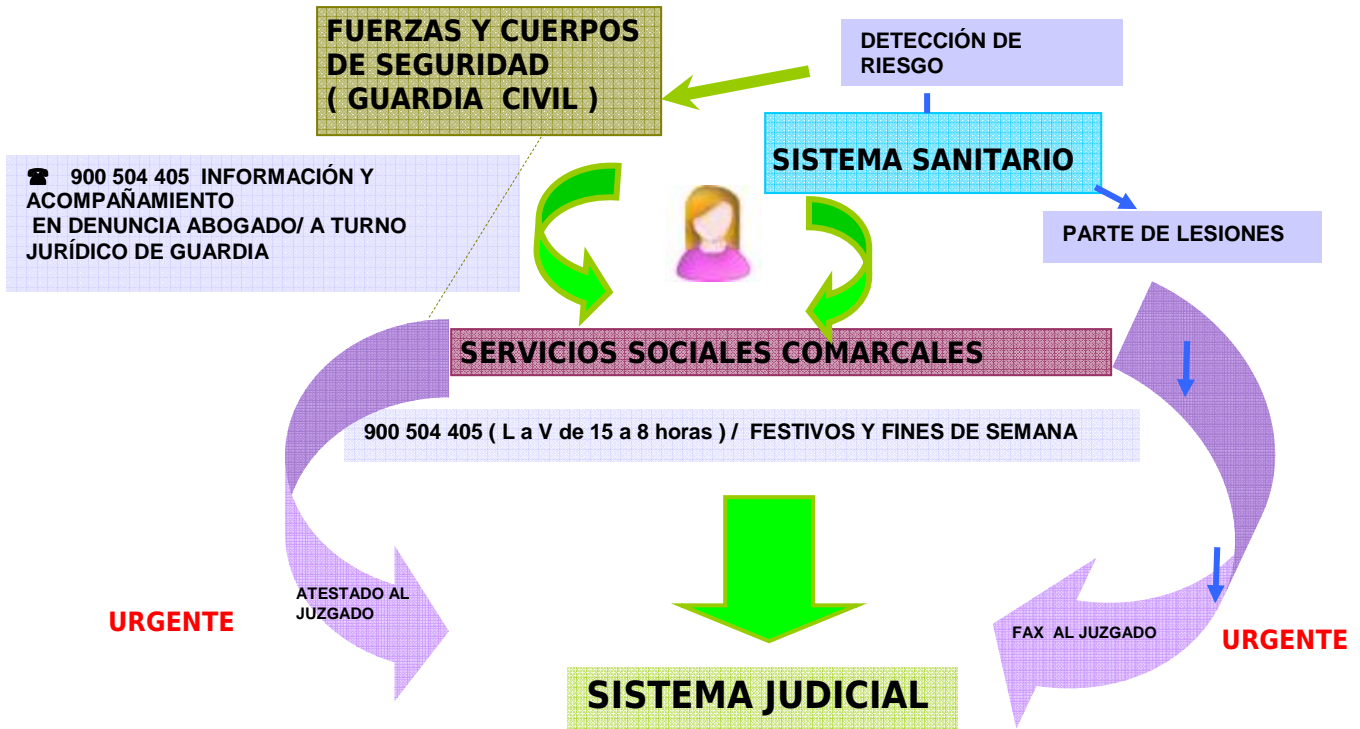 FUERZAS Y CUERPOS
DE SEGURIDAD
( GUARDIA CIVIL )
DETECCIÓN DE
RIESGO
SISTEMA SANITARIO
☎ 900 504 405 INFORMACIÓN Y
ACOMPAÑAMIENTO
EN DENUNCIA ABOGADO/ A TURNO
JURÍDICO DE GUARDIA
PARTE DE LESIONES
SERVICIOS SOCIALES COMARCALES
900 504 405 ( L a V de 15 a 8 horas ) / FESTIVOS Y FINES DE SEMANA
ATESTADO AL
JUZGADO
URGENTE
FAX AL JUZGADO
URGENTE
SISTEMA JUDICIAL